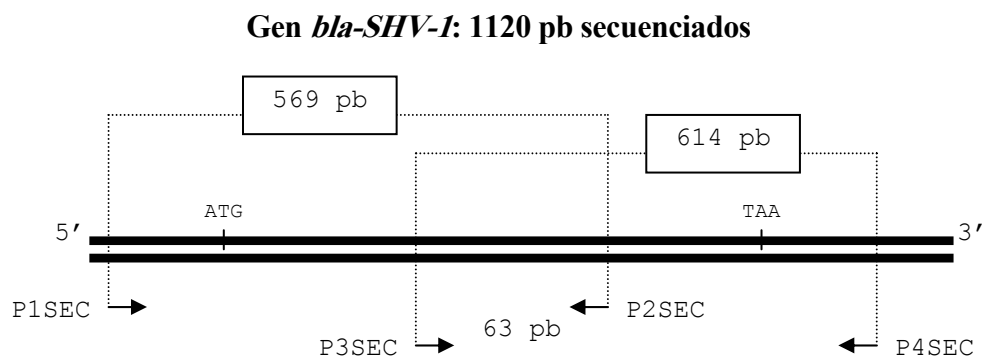 Gen bla-SHV-1: 1120 pb secuenciados
569 pb
614 pb
ATG
TAA
5’
3’
P1SEC
P2SEC
63 pb
P3SEC
P4SEC